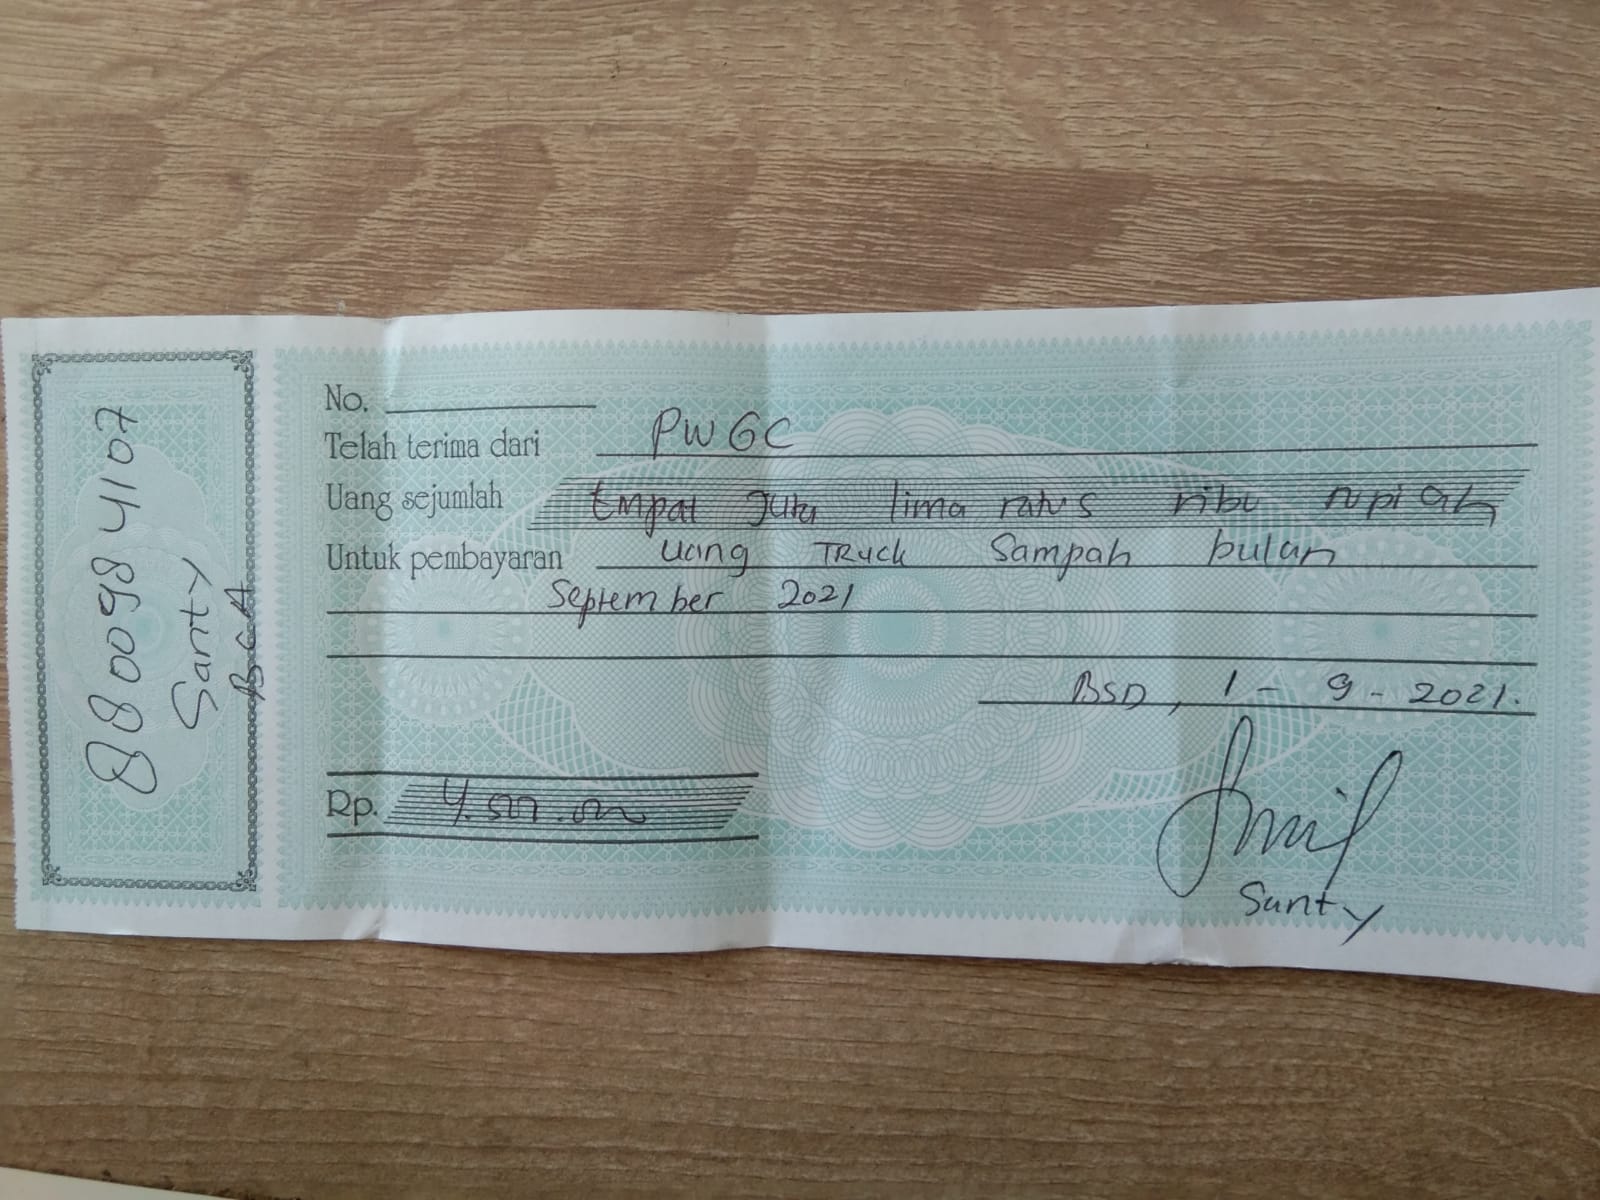 8800984107
Santy
BCA
No.
Telah terima dari PWGC
Uang sejumlah Empat Juta lima ratus ribu rupiah
Untuk pembayaran uang TRuck Sampah bulan
September 2021
BSD, 1 - 9 - 2021.
Rp. 4.500.000
Santy